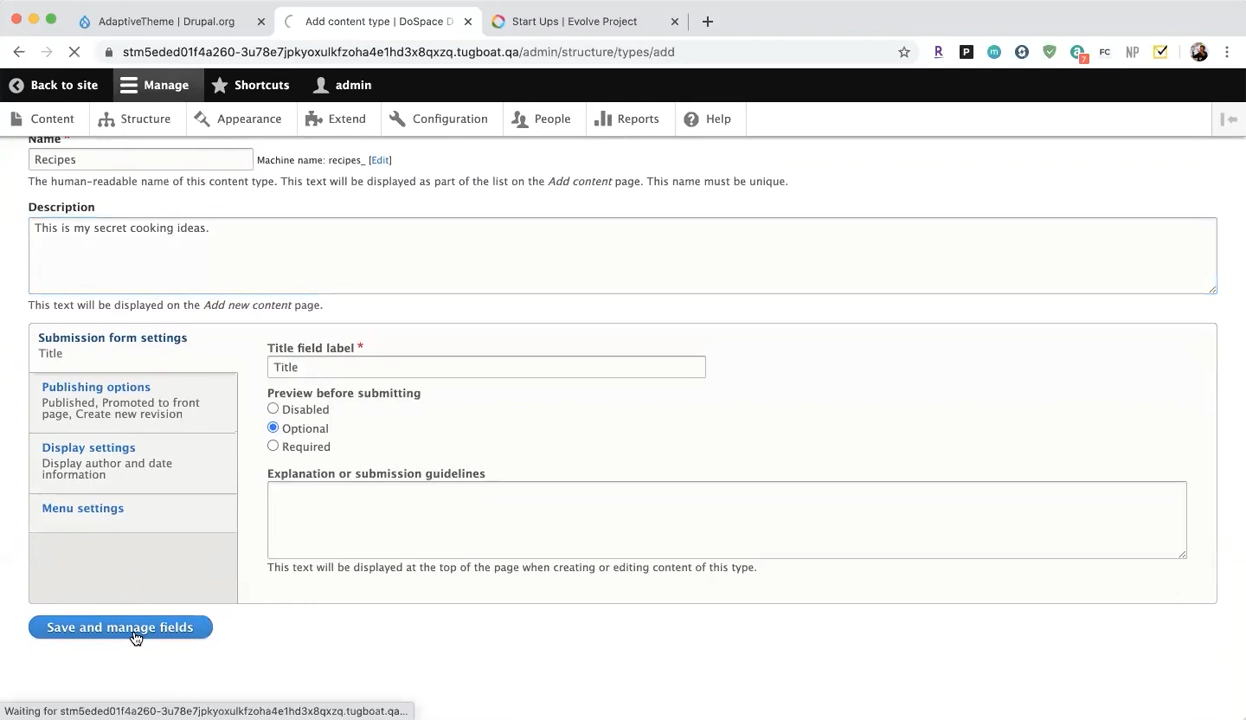 AdaptiveTheme | Drupal.org
Add content type | DoSpace D
Start Ups | Evolve Project
stm5eded01f4a260-3u78e7jpkyoxulkfzoha4e1hd3x8qxzq.tugboat.qa/admin/structure/types/add
R P m 7 FC NP
Back to site Manage Shortcuts admin
Content Structure Appearance Extend Configuration People Reports Help
Name *
Recipes Machine name: recipes_ [Edit]
The human-readable name of this content type. This text will be displayed as part of the list on the Add content page. This name must be unique.
Description
This is my secret cooking ideas.
This text will be displayed on the Add new content page.
Submission form settings
Title
Publishing options
Published, Promoted to front
page, Create new revision
Display settings
Display author and date
information
Menu settings
Title field label *
Title
Preview before submitting
Disabled
Optional
Required
Explanation or submission guidelines
This text will be displayed at the top of the page when creating or editing content of this type.
Save and manage fields
Waiting for stm5eded01f4a260-3u78e7jpkyoxulkfzoha4e1hd3x8qxzq.tugboat.qa...